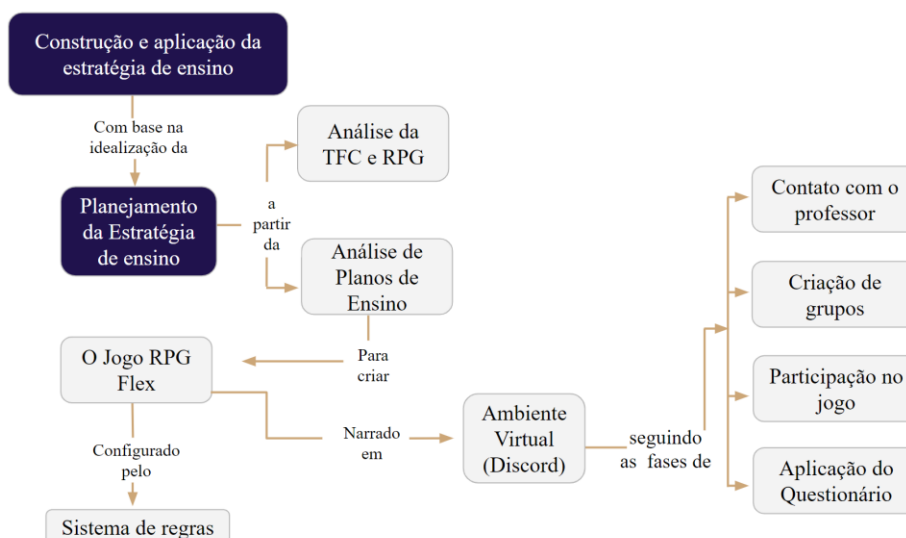 Construção e aplicação da
estratégia de ensino
Com base na
idealização da
Planejamento
da Estratégia
de ensino
a
partir
da
Análise da
TFC e RPG
Análise de
Planos de
Ensino
Para
criar
O Jogo RPG
Flex
Configurado
pelo
Sistema de regras
Narrado
em
Ambiente
Virtual
(Discord)
seguindo
as fases de
Contato com o
professor
Criação de
grupos
Participação no
jogo
Aplicação do
Questionário